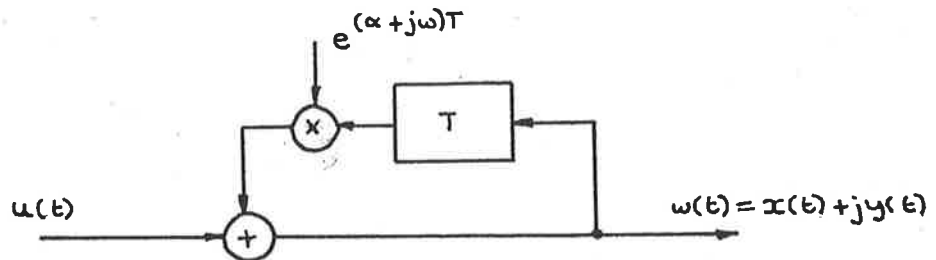 e^{(α+jω)T}
x
T
u(t)
+
w(t) = x(t) + jy(t)